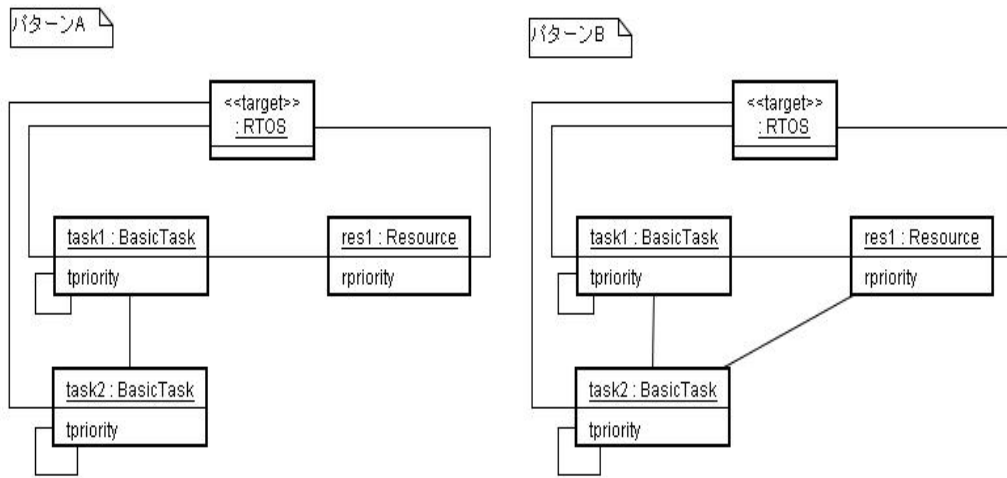 パターンA
<<target>>
: RTOS
task1 : BasicTask
tpriority
res1 : Resource
rpriority
task2 : BasicTask
tpriority
パターンB
<<target>>
: RTOS
task1 : BasicTask
tpriority
res1 : Resource
rpriority
task2 : BasicTask
tpriority